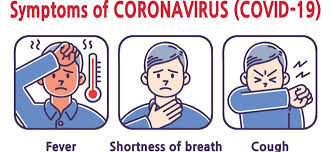 Symptoms of CORONAVIRUS (COVID-19)
Fever Shortness of breath Cough